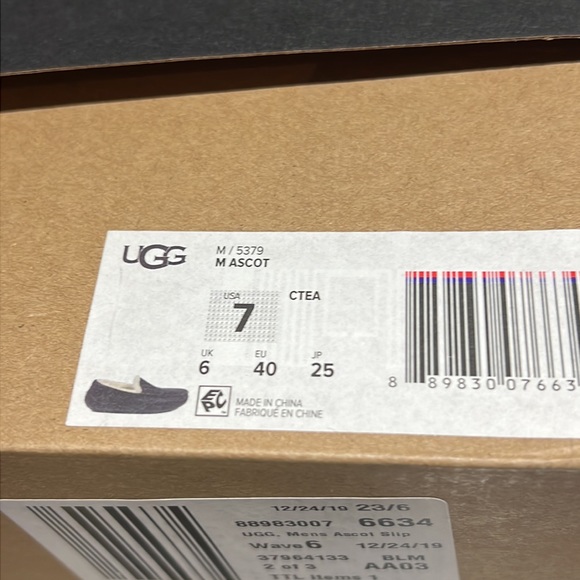 UGG
M / 5379
M ASCOT
USA
7
CTEA
UK EU JP
6 40 25
EPC
MADE IN CHINA
FABRIQUÉ EN CHINE
8 89830 07663
12/24/19 23/6
88983007 6634
UGG, Mens Ascot Slip
Wave 6 12/24/19
37964133 BLM
2 of 3 AA03
TTL Items 1